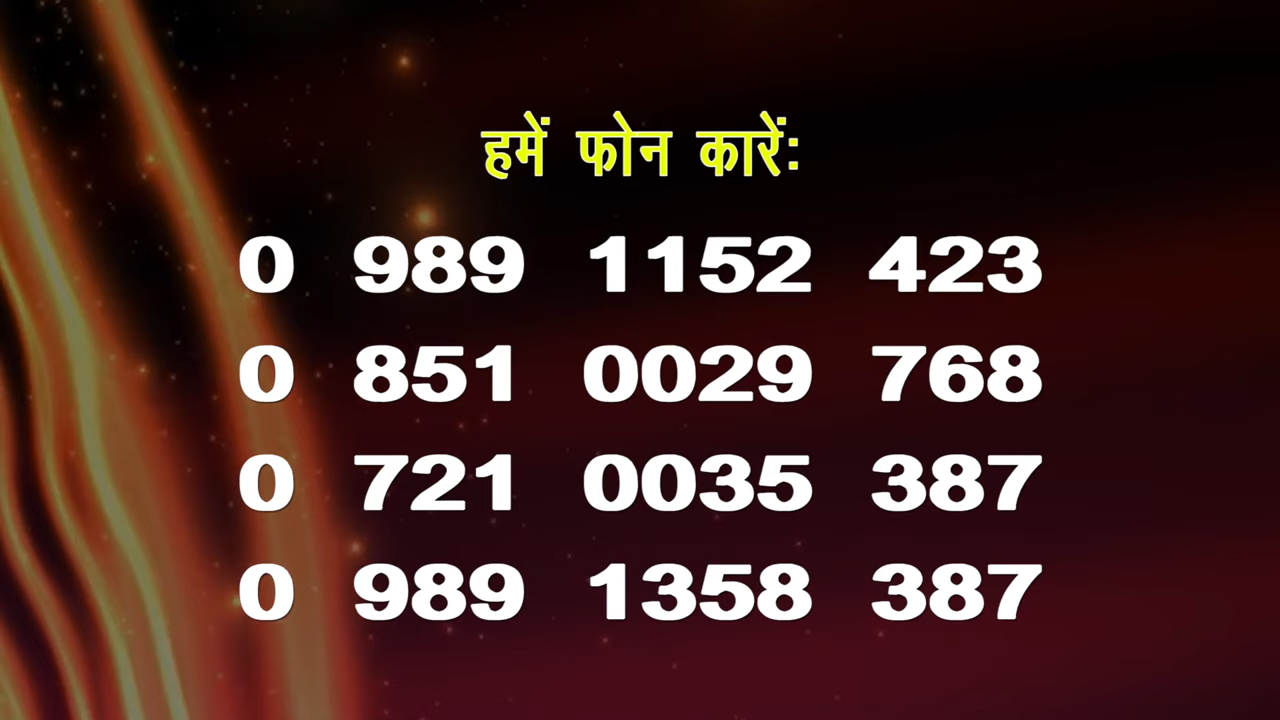 हमें फोन कारें:
0 989 1152 423
0 851 0029 768
0 721 0035 387
0 989 1358 387